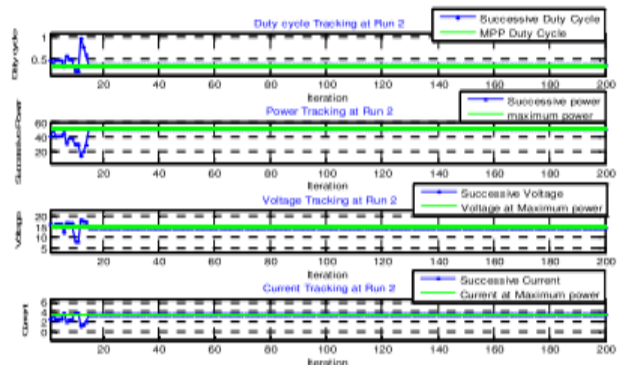 Duty cycle Tracking at Run 2
Successive Duty Cycle
MPP Duty Cycle
Duty cycle
1
0.5
20 40 60 80 100 120 140 160 180 200
Iteration
Power Tracking at Run 2
Successive power
maximum power
Successive Power
60
40
20
20 40 60 80 100 120 140 160 180 200
Iteration
Voltage Tracking at Run 2
Successive Voltage
Voltage at Maximum power
Voltage
20
15
10
5
20 40 60 80 100 120 140 160 180 200
Iteration
Current Tracking at Run 2
Successive Current
Current at Maximum power
Current
6
4
2
0
20 40 60 80 100 120 140 160 180 200
Iteration